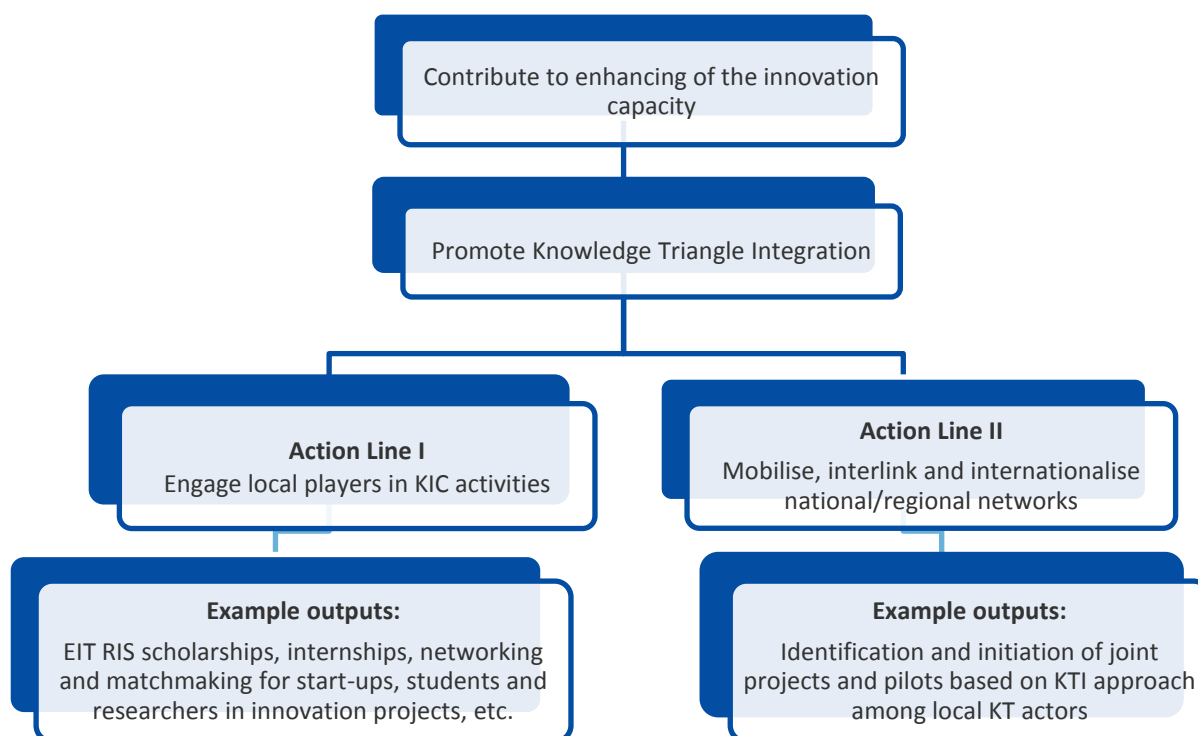 Contribute to enhancing of the innovation
capacity
Promote Knowledge Triangle Integration
Action Line I
Engage local players in KIC activities
Action Line II
Mobilise, interlink and internationalise
national/regional networks
Example outputs:
EIT RIS scholarships, internships, networking
and matchmaking for start-ups, students and
researchers in innovation projects, etc.
Example outputs:
Identification and initiation of joint
projects and pilots based on KTI approach
among local KT actors